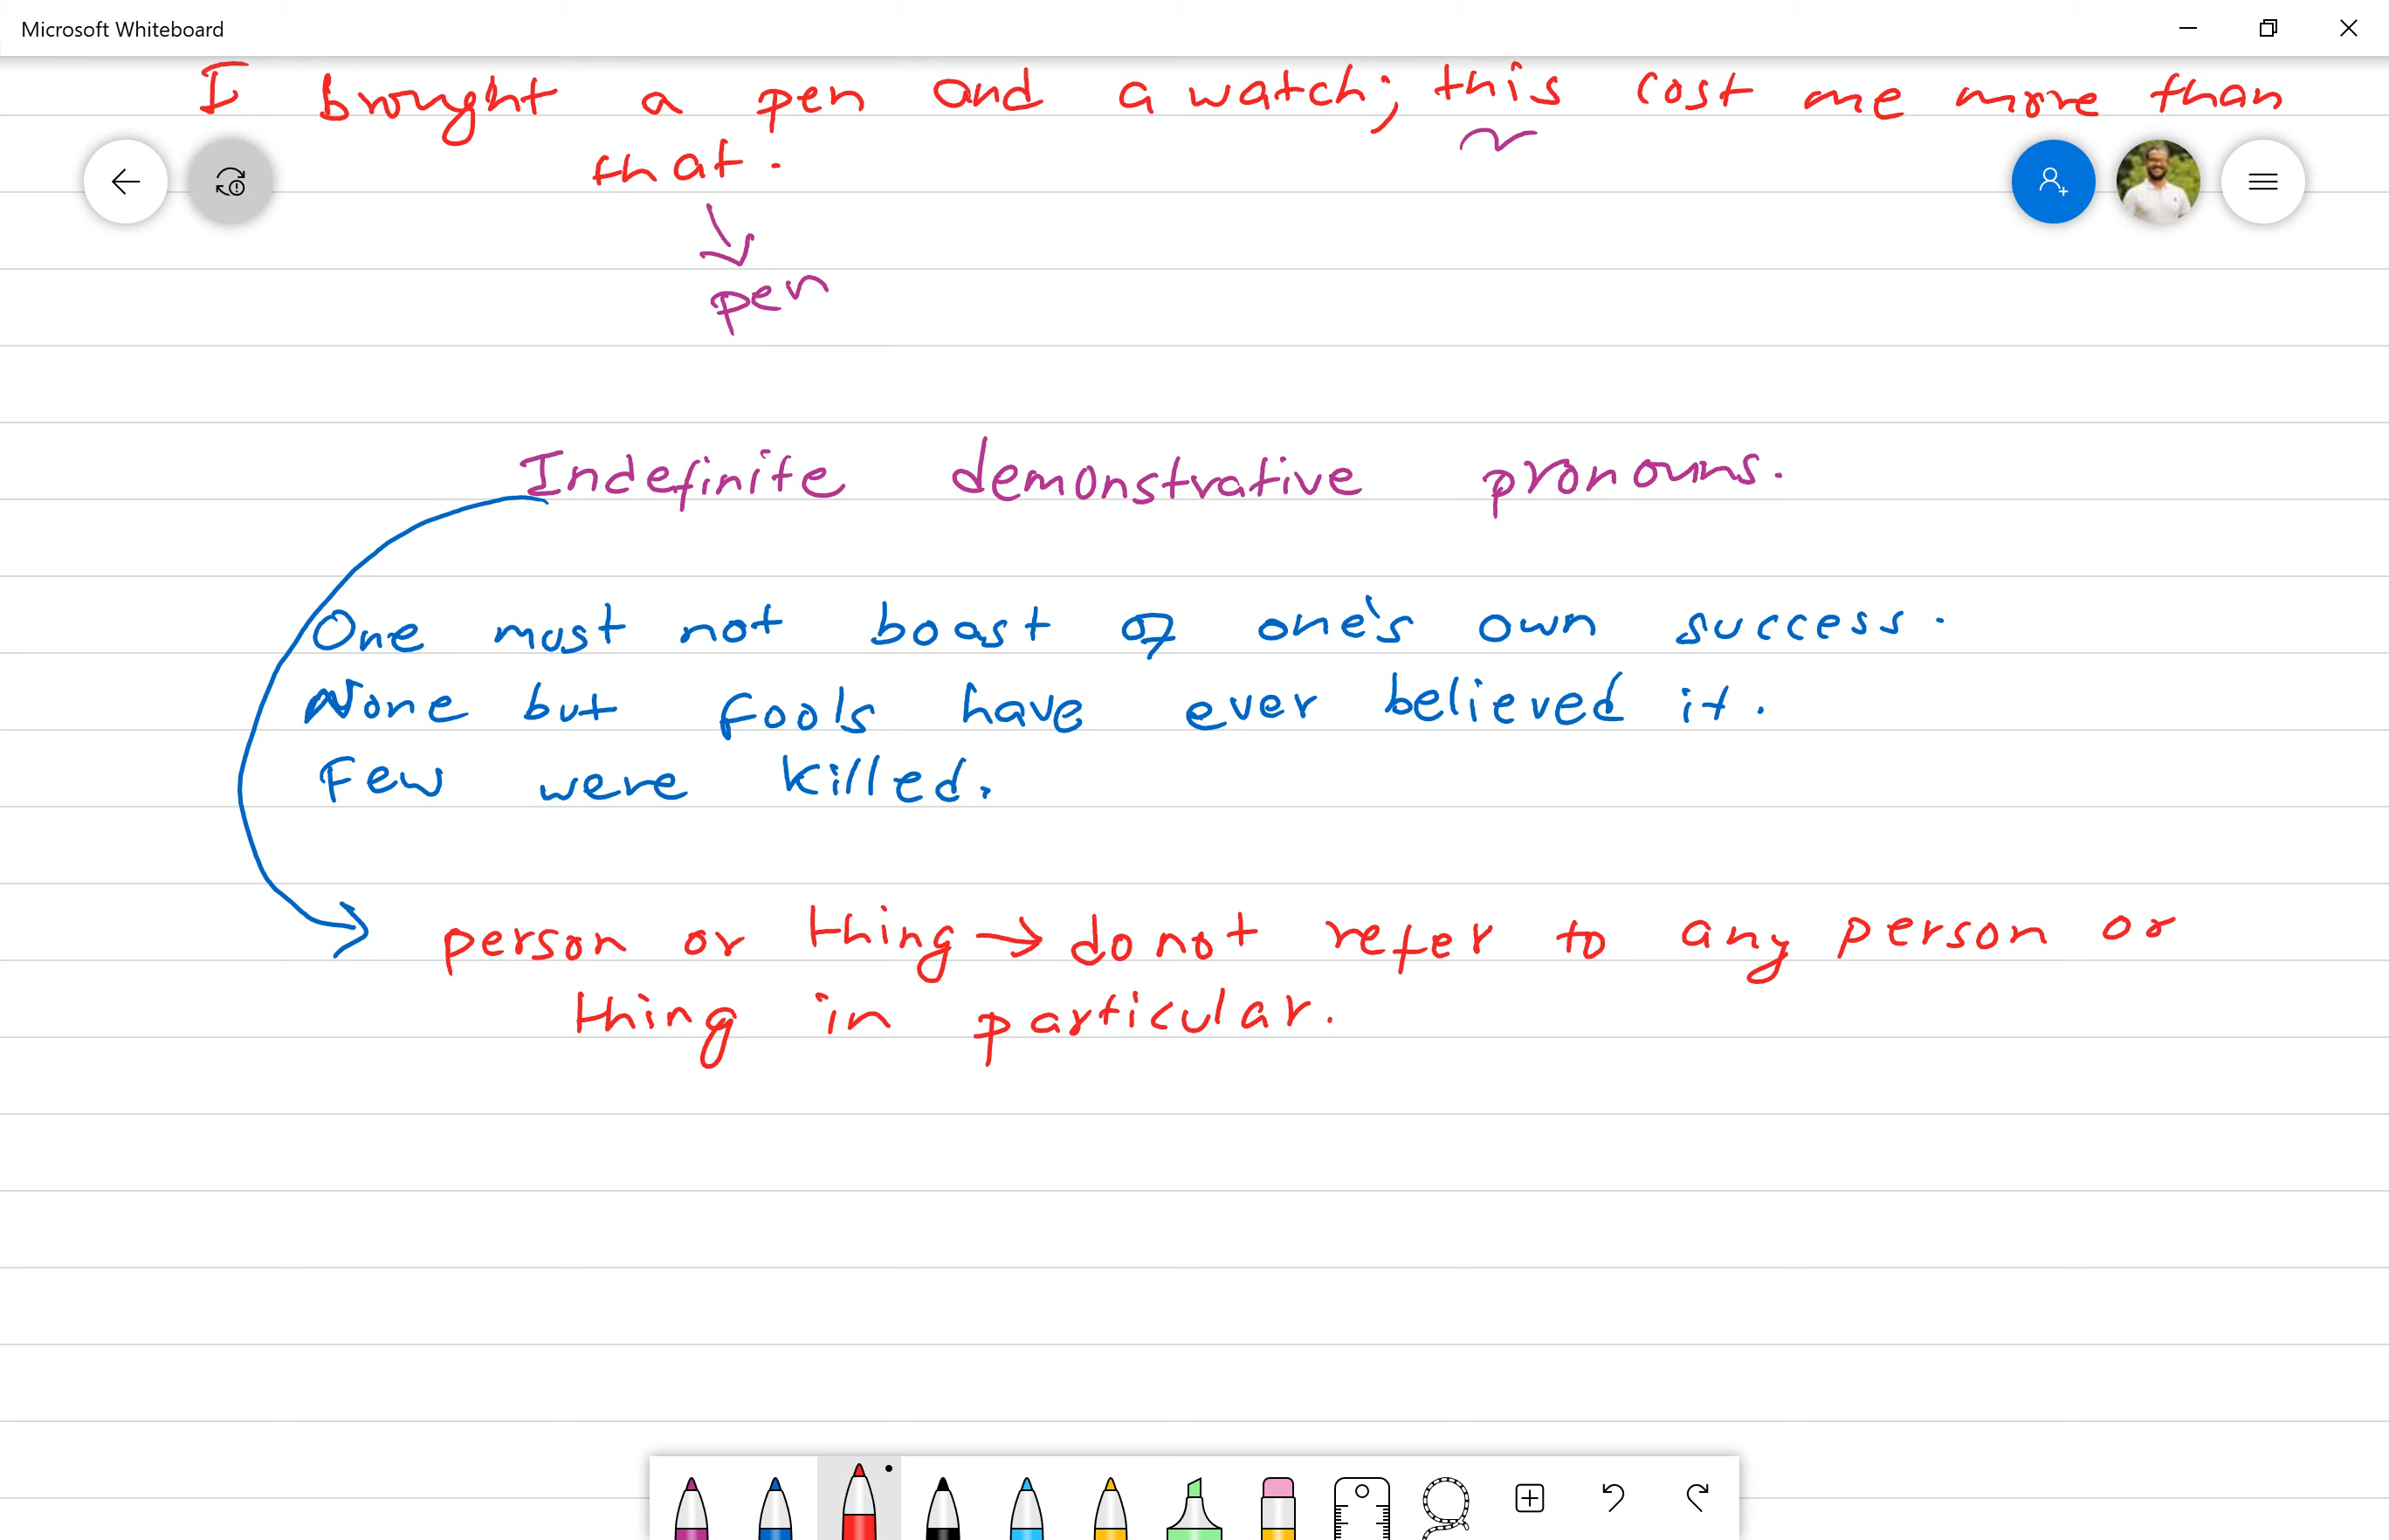 Microsoft Whiteboard
I brought a pen and a watch; this cost me more than
that.
pen
Indefinite demonstrative pronouns.
One must not boast of one's own success.
None but fools have ever believed it.
Few were killed.
person or thing → do not refer to any person or
thing in particular.